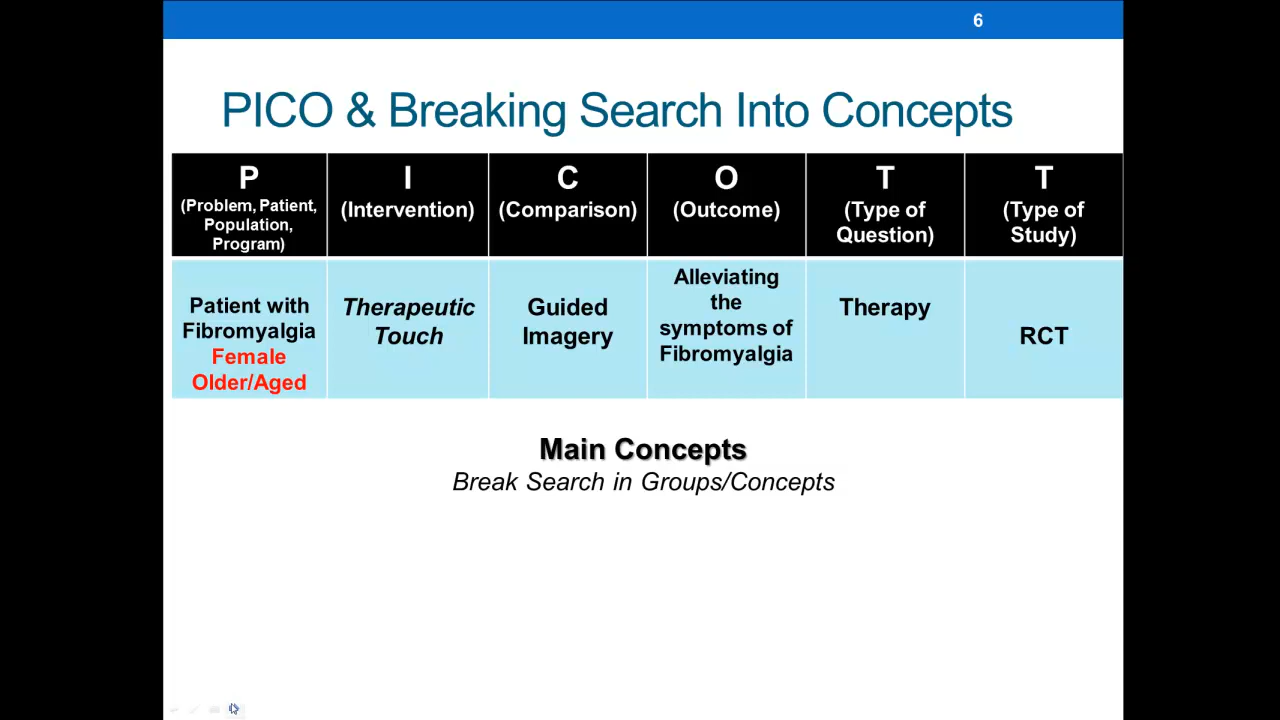 6
PICO & Breaking Search Into Concepts
P
(Problem, Patient,
Population,
Program)
I
(Intervention)
C
(Comparison)
O
(Outcome)
T
(Type of
Question)
T
(Type of
Study)
Patient with
Fibromyalgia
Female
Older/Aged
Therapeutic
Touch
Guided
Imagery
Alleviating
the
symptoms of
Fibromyalgia
Therapy
RCT
Main Concepts
Break Search in Groups/Concepts